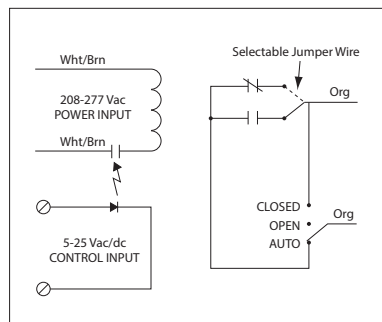 Selectable Jumper Wire
Wht/Brn
208-277 Vac
POWER INPUT
Wht/Brn
5-25 Vac/dc
CONTROL INPUT
Org
CLOSED
OPEN
AUTO
Org